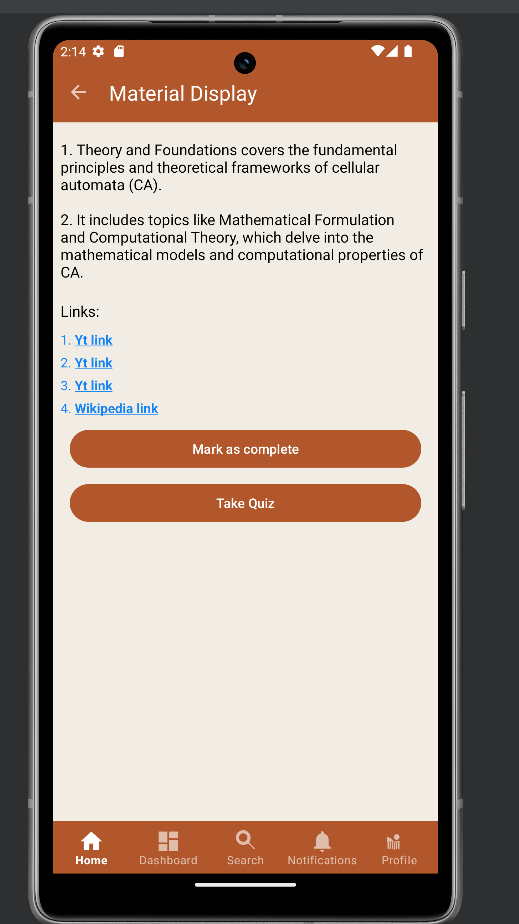 2:14
Material Display
1. Theory and Foundations covers the fundamental
principles and theoretical frameworks of cellular
automata (CA).
2. It includes topics like Mathematical Formulation
and Computational Theory, which delve into the
mathematical models and computational properties of
CA.
Links:
1. Yt link
2. Yt link
3. Yt link
4. Wikipedia link
Mark as complete
Take Quiz
Home Dashboard Search Notifications Profile